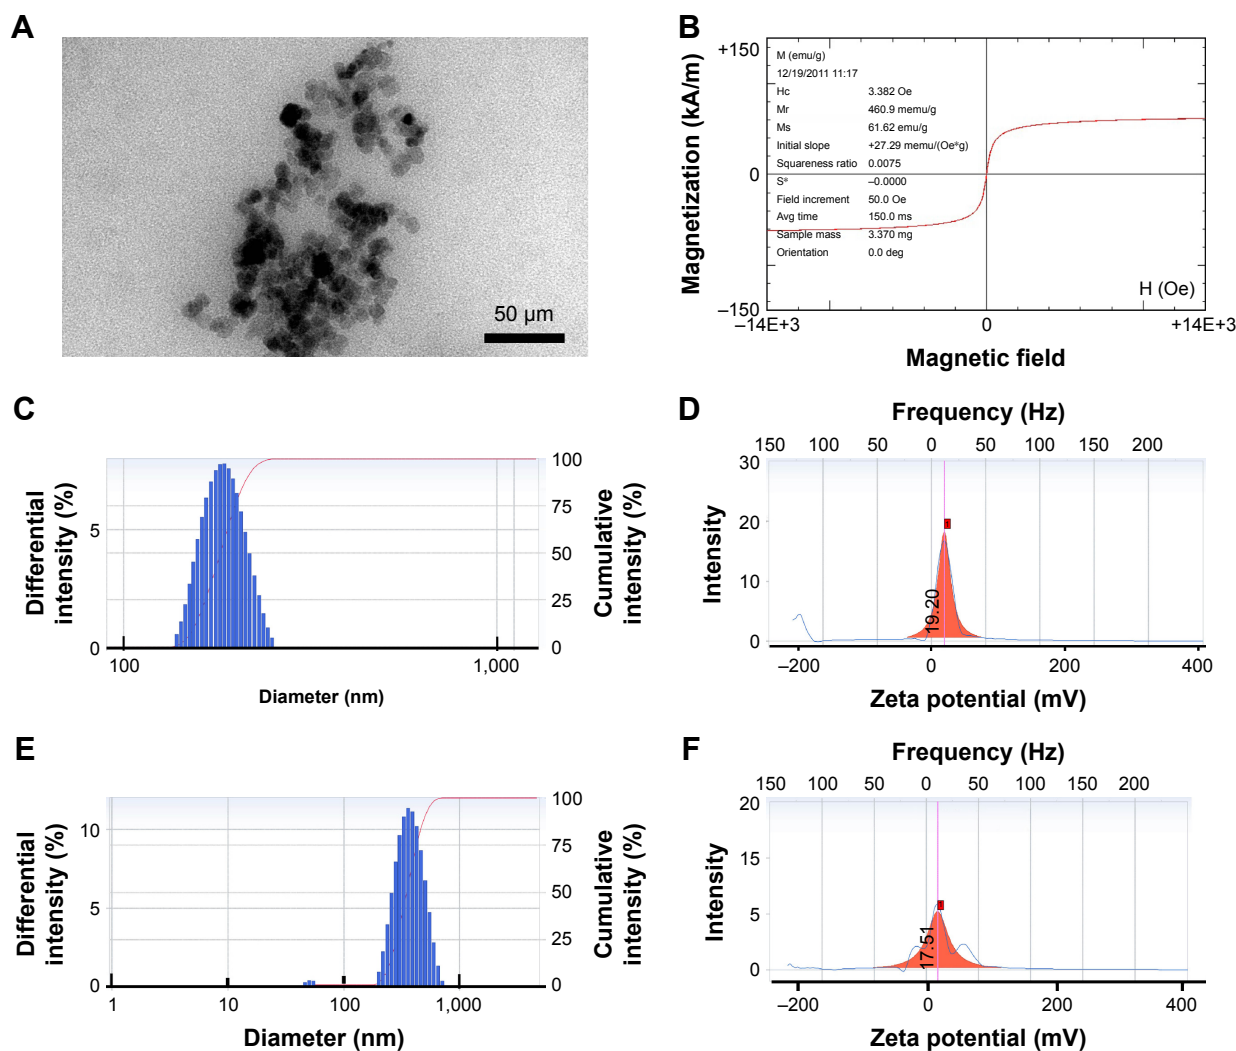 A
50 µm
B
Magnetization (kA/m)
+150
0
–150
M (emu/g)
12/19/2011 11:17
Hc 3.382 Oe
Mr 460.9 memu/g
Ms 61.62 emu/g
Initial slope +27.29 memu/(Oe*g)
Squareness ratio 0.0075
S* –0.0000
Field increment 50.0 Oe
Avg time 150.0 ms
Sample mass 3.370 mg
Orientation 0.0 deg
H (Oe)
–14E+3 0 +14E+3
Magnetic field
C
Differential
intensity (%)
5
0
100
75
50
25
0
Cumulative
intensity (%)
100 1,000
Diameter (nm)
D
Frequency (Hz)
150 100 50 0 50 100 150 200
Intensity
30
20
10
0
19.20
–200 0 200 400
Zeta potential (mV)
E
Differential
intensity (%)
10
5
0
100
75
50
25
0
Cumulative
intensity (%)
1 10 100 1,000
Diameter (nm)
F
Frequency (Hz)
150 100 50 0 50 100 150 200
Intensity
20
15
5
0
17.51
–200 0 200 400
Zeta potential (mV)